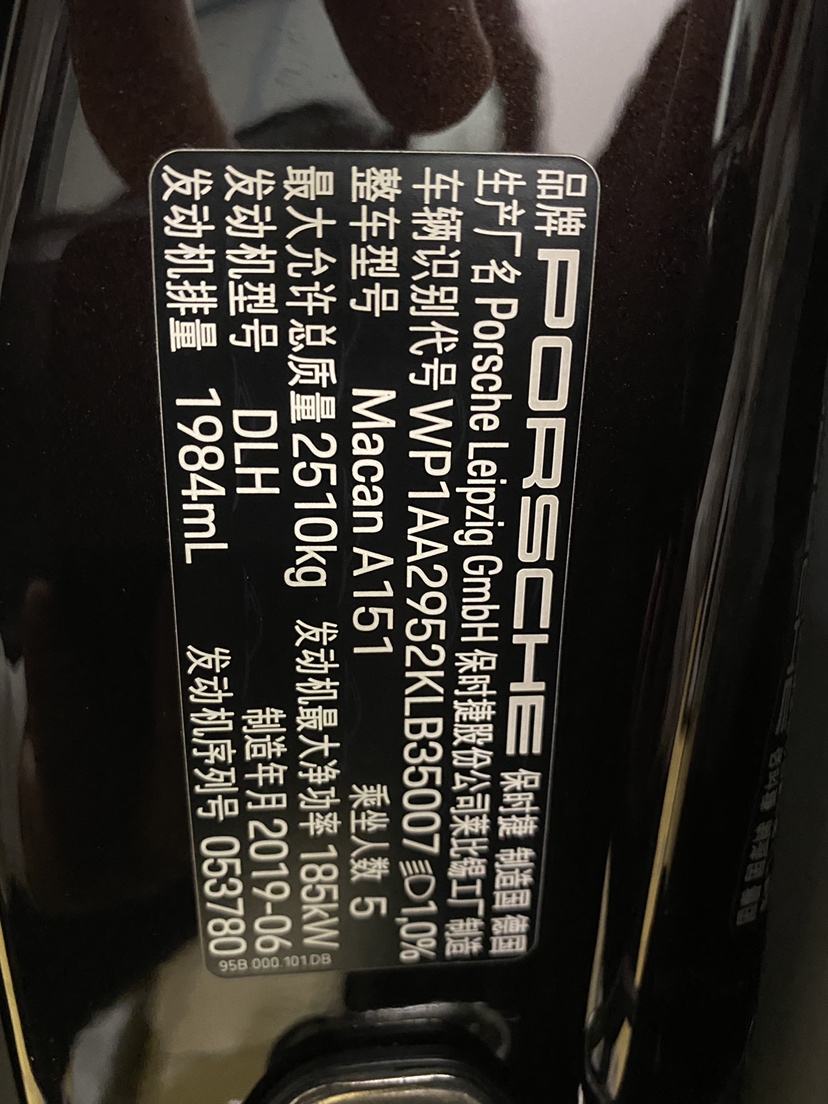 品牌 PORSCHE 保时捷 制造国 德国
生产厂名 Porsche Leipzig GmbH 保时捷股份公司莱比锡工厂 制造
车辆识别代号 WP1AA2952KLB35007 1,0%
整车型号 Macan A151 乘坐人数 5
最大允许总质量 2510kg 发动机最大净功率 185kW
发动机型号 DLH 制造年月 2019-06
发动机排量 1984mL 发动机序列号 053780
95B 000.101 DB